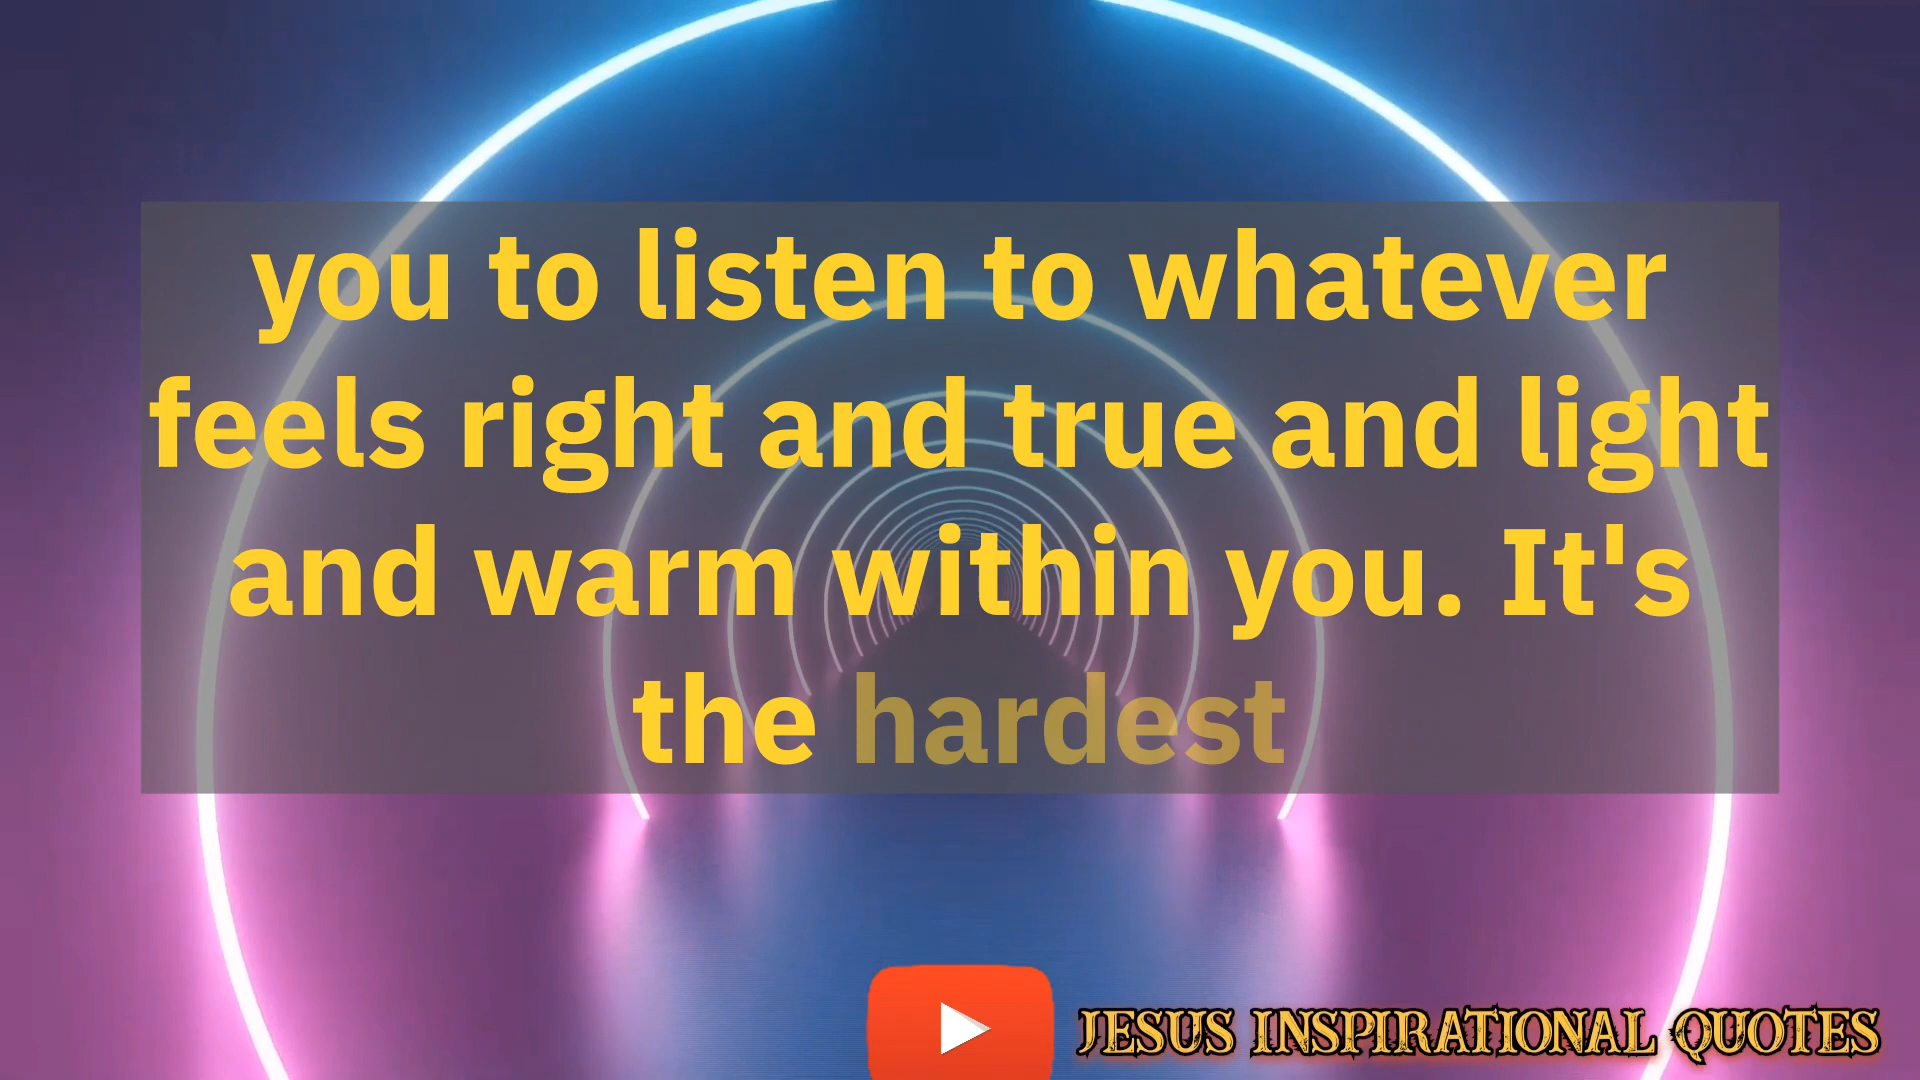 you to listen to whatever
feels right and true and light
and warm within you. It's
the hardest
JESUS INSPIRATIONAL QUOTES